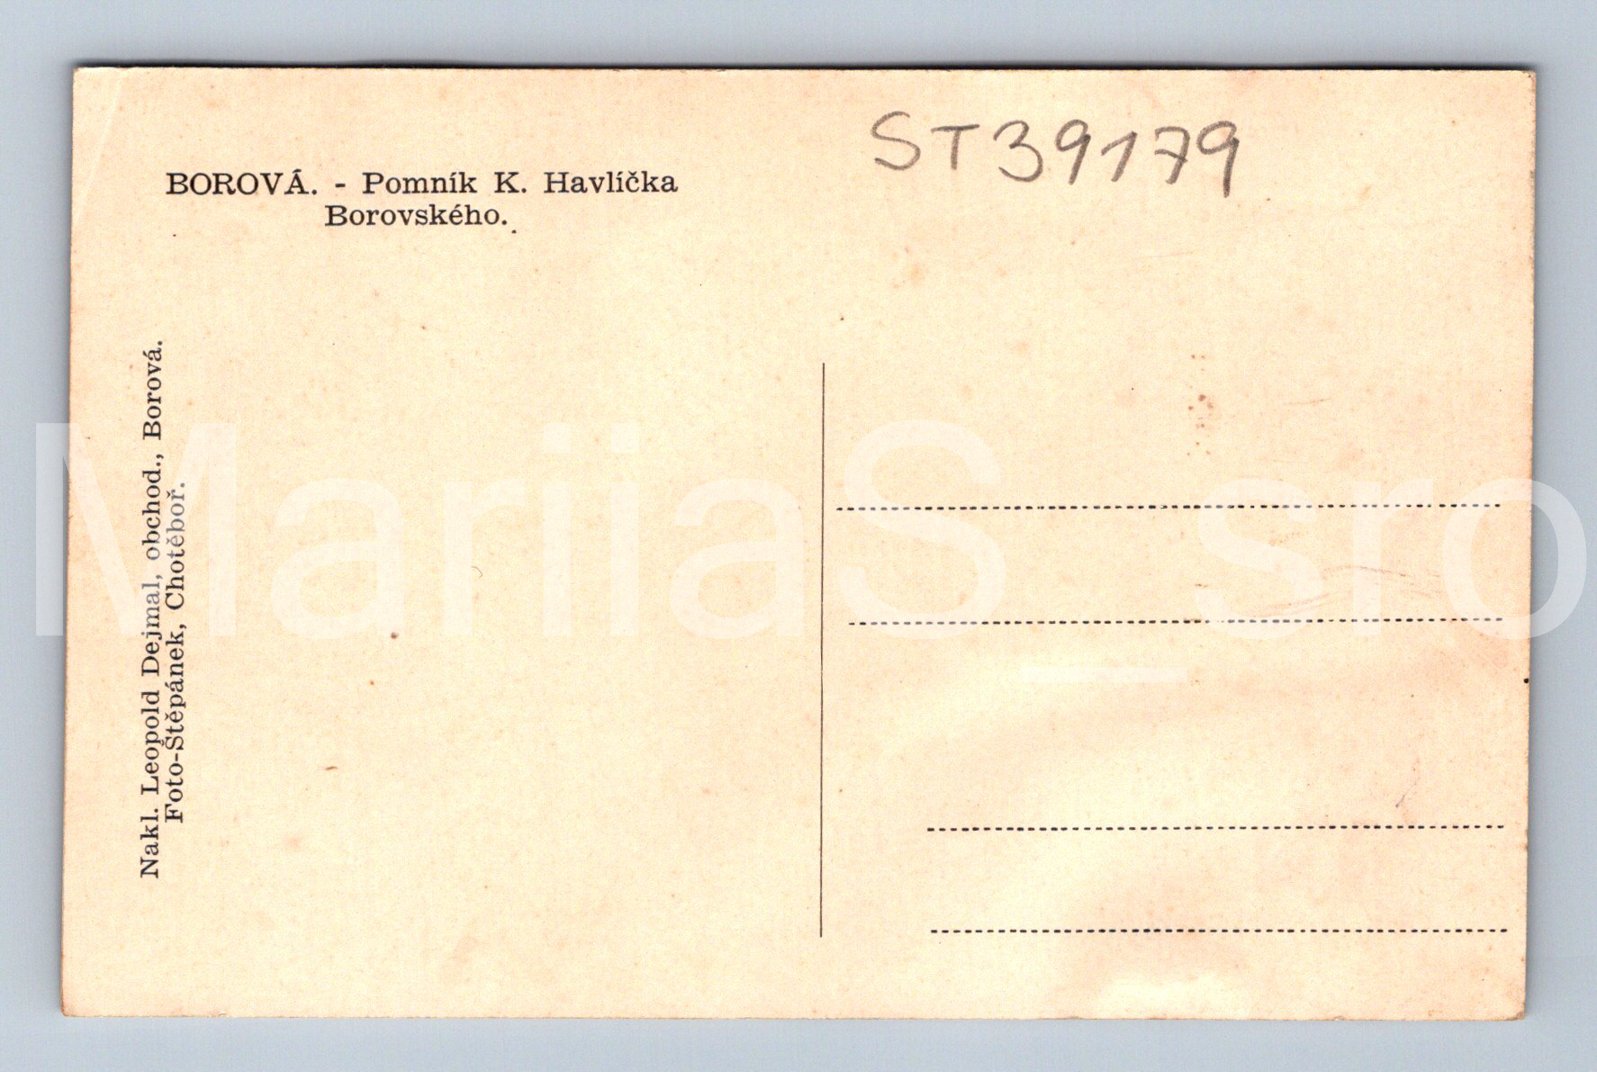 ST39179
BOROVÁ. - Pomník K. Havlíčka
Borovského.
Nakl. Leopold Dejmal, obchod., Borová.
Foto-Štěpánek, Chotěboř.
MariiaS_sro